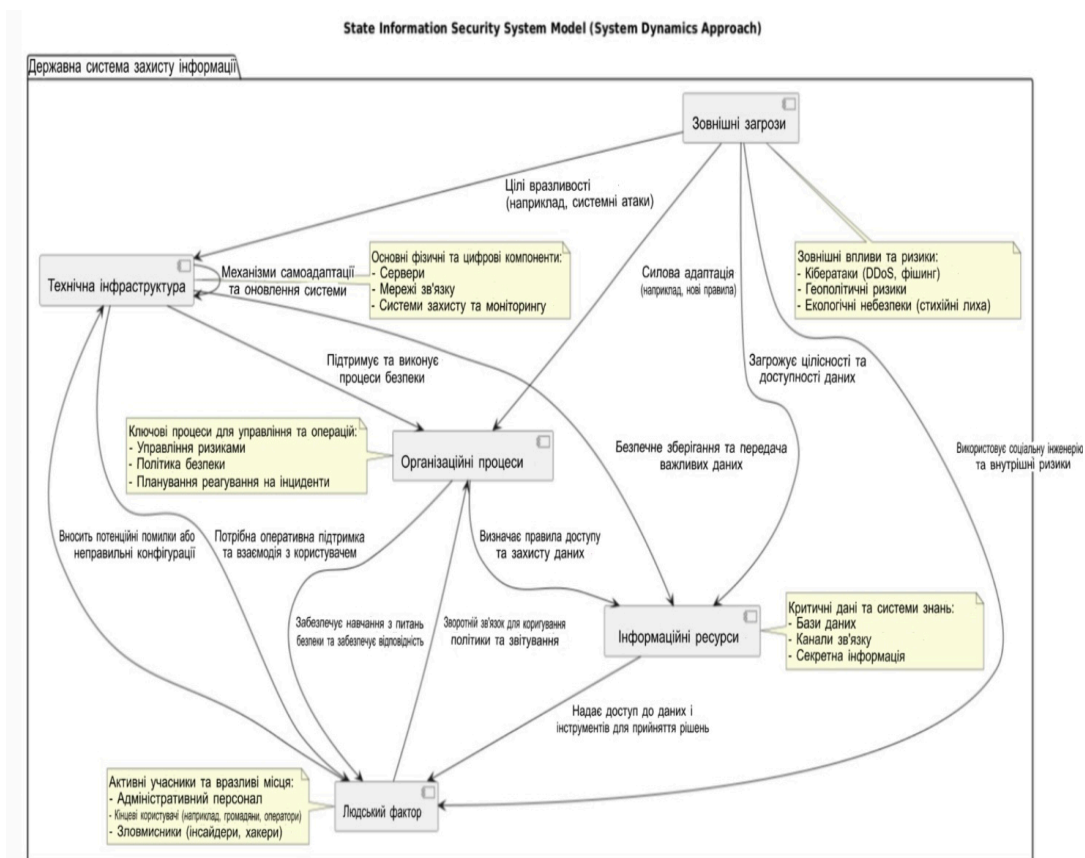 State Information Security System Model (System Dynamics Approach)
Державна система захисту інформації
Зовнішні загрози
Цілі вразливості
(наприклад, системні атаки)
Технічна інфраструктура
Механізми самоадаптації
та оновлення системи
Основні фізичні та цифрові компоненти:
- Сервери
- Мережі зв'язку
- Системи захисту та моніторингу
Силова адаптація
(наприклад, нові правила)
Зовнішні впливи та ризики:
- Кібератаки (DDoS, фішинг)
- Геополітичні ризики
- Екологічні небезпеки (стихійні лиха)
Підтримує та виконує
процеси безпеки
Загрожує цілісності та
доступності даних
Ключові процеси для управління та операцій:
- Управління ризиками
- Політика безпеки
- Планування реагування на інциденти
Організаційні процеси
Безпечне зберігання та передача
важливих даних
Використовує соціальну інженерію
та внутрішні ризики
Вносить потенційні помилки або
неправильні конфігурації
Потрібна оперативна підтримка
та взаємодія з користувачем
Визначає правила доступу
та захисту даних
Забезпечує навчання з питань
безпеки та забезпечує відповідність
Зворотній зв'язок для коригування
політики та звітування
Інформаційні ресурси
Критичні дані та системи знань:
- Бази даних
- Канали зв'язку
- Секретна інформація
Надає доступ до даних і
інструментів для прийняття рішень
Активні учасники та вразливі місця:
- Адміністративний персонал
- Кінцеві користувачі (наприклад, громадяни, оператори)
- Зловмисники (інсайдери, хакери)
Людський фактор